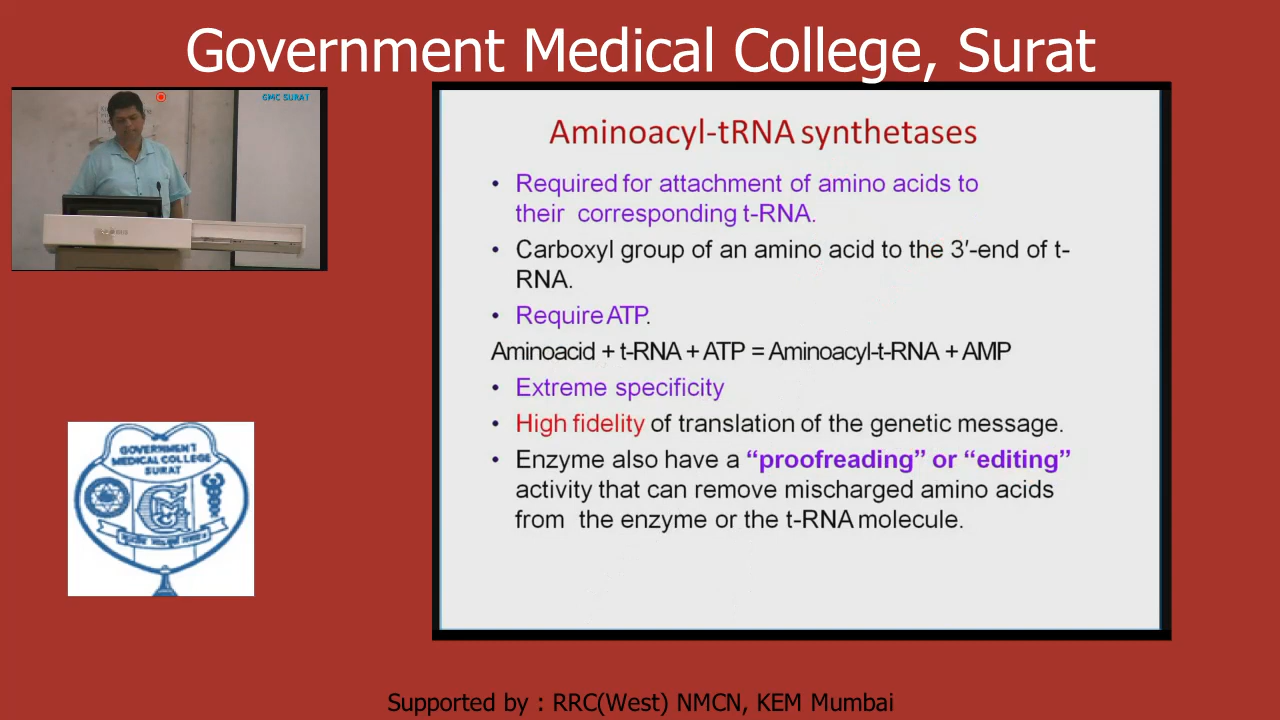 Government Medical College, Surat
GMC SURAT
Aminoacyl-tRNA synthetases
• Required for attachment of amino acids to
their corresponding t-RNA.
• Carboxyl group of an amino acid to the 3′-end of t-
RNA.
• Require ATP.
Aminoacid + t-RNA + ATP = Aminoacyl-t-RNA + AMP
• Extreme specificity
• High fidelity of translation of the genetic message.
• Enzyme also have a “proofreading” or “editing”
activity that can remove mischarged amino acids
from the enzyme or the t-RNA molecule.
GOVERNMENT
MEDICAL COLLEGE
SURAT
Supported by : RRC(West) NMCN, KEM Mumbai